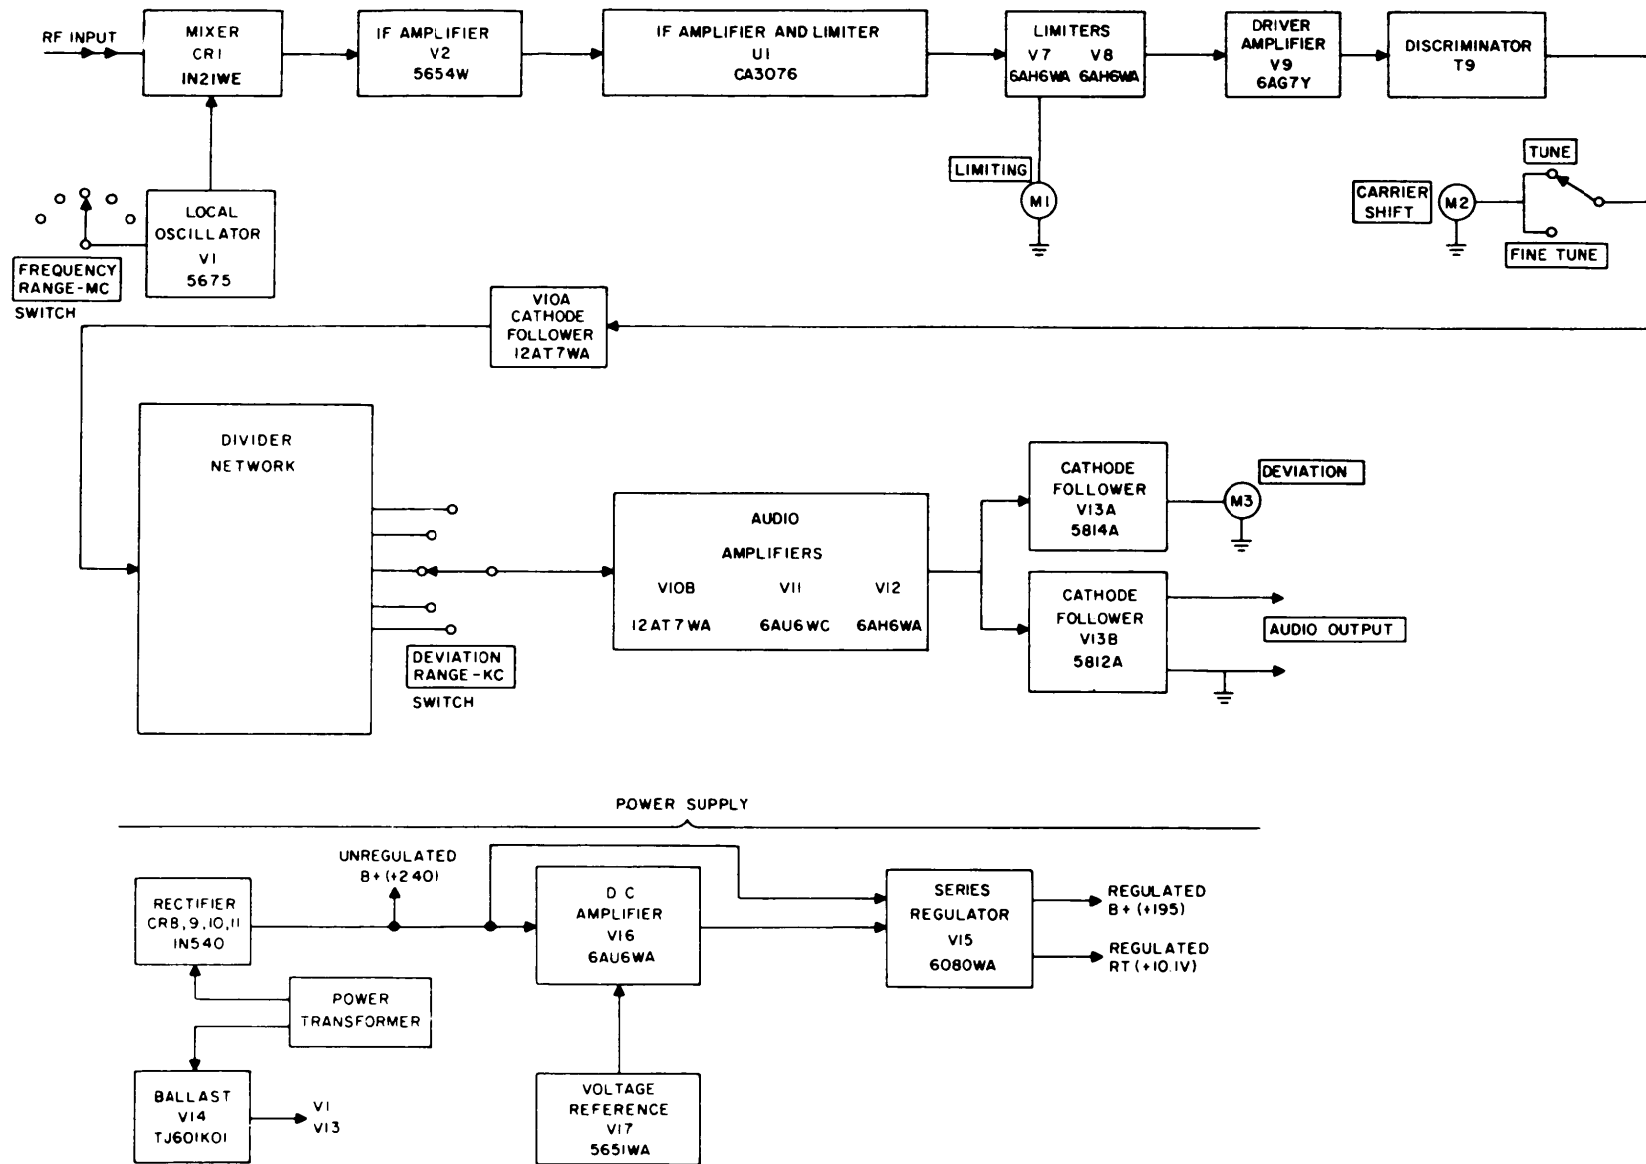 RF INPUT
MIXER
CR1
IN21WE
IF AMPLIFIER
V2
5654W
IF AMPLIFIER AND LIMITER
U1
CA3076
LIMITERS
V7 V8
6AH6WA 6AH6WA
DRIVER
AMPLIFIER
V9
6AG7Y
DISCRIMINATOR
T9
LIMITING
M1
TUNE
CARRIER
SHIFT
M2
FINE TUNE
LOCAL
OSCILLATOR
V1
5675
FREQUENCY
RANGE-MC
SWITCH
V10A
CATHODE
FOLLOWER
12AT7WA
DIVIDER
NETWORK
DEVIATION
RANGE-KC
SWITCH
AUDIO
AMPLIFIERS
V10B V11 V12
12AT7WA 6AU6WC 6AH6WA
CATHODE
FOLLOWER
V13A
5814A
DEVIATION
M3
CATHODE
FOLLOWER
V13B
5812A
AUDIO OUTPUT
POWER SUPPLY
UNREGULATED
B+ (+240)
RECTIFIER
CR8,9,10,11
IN540
DC
AMPLIFIER
V16
6AU6WA
SERIES
REGULATOR
V15
6080WA
REGULATED
B+ (+195)
REGULATED
RT (+10.1V)
POWER
TRANSFORMER
BALLAST
V14
TJ601K01
V1
V13
VOLTAGE
REFERENCE
V17
5651WA